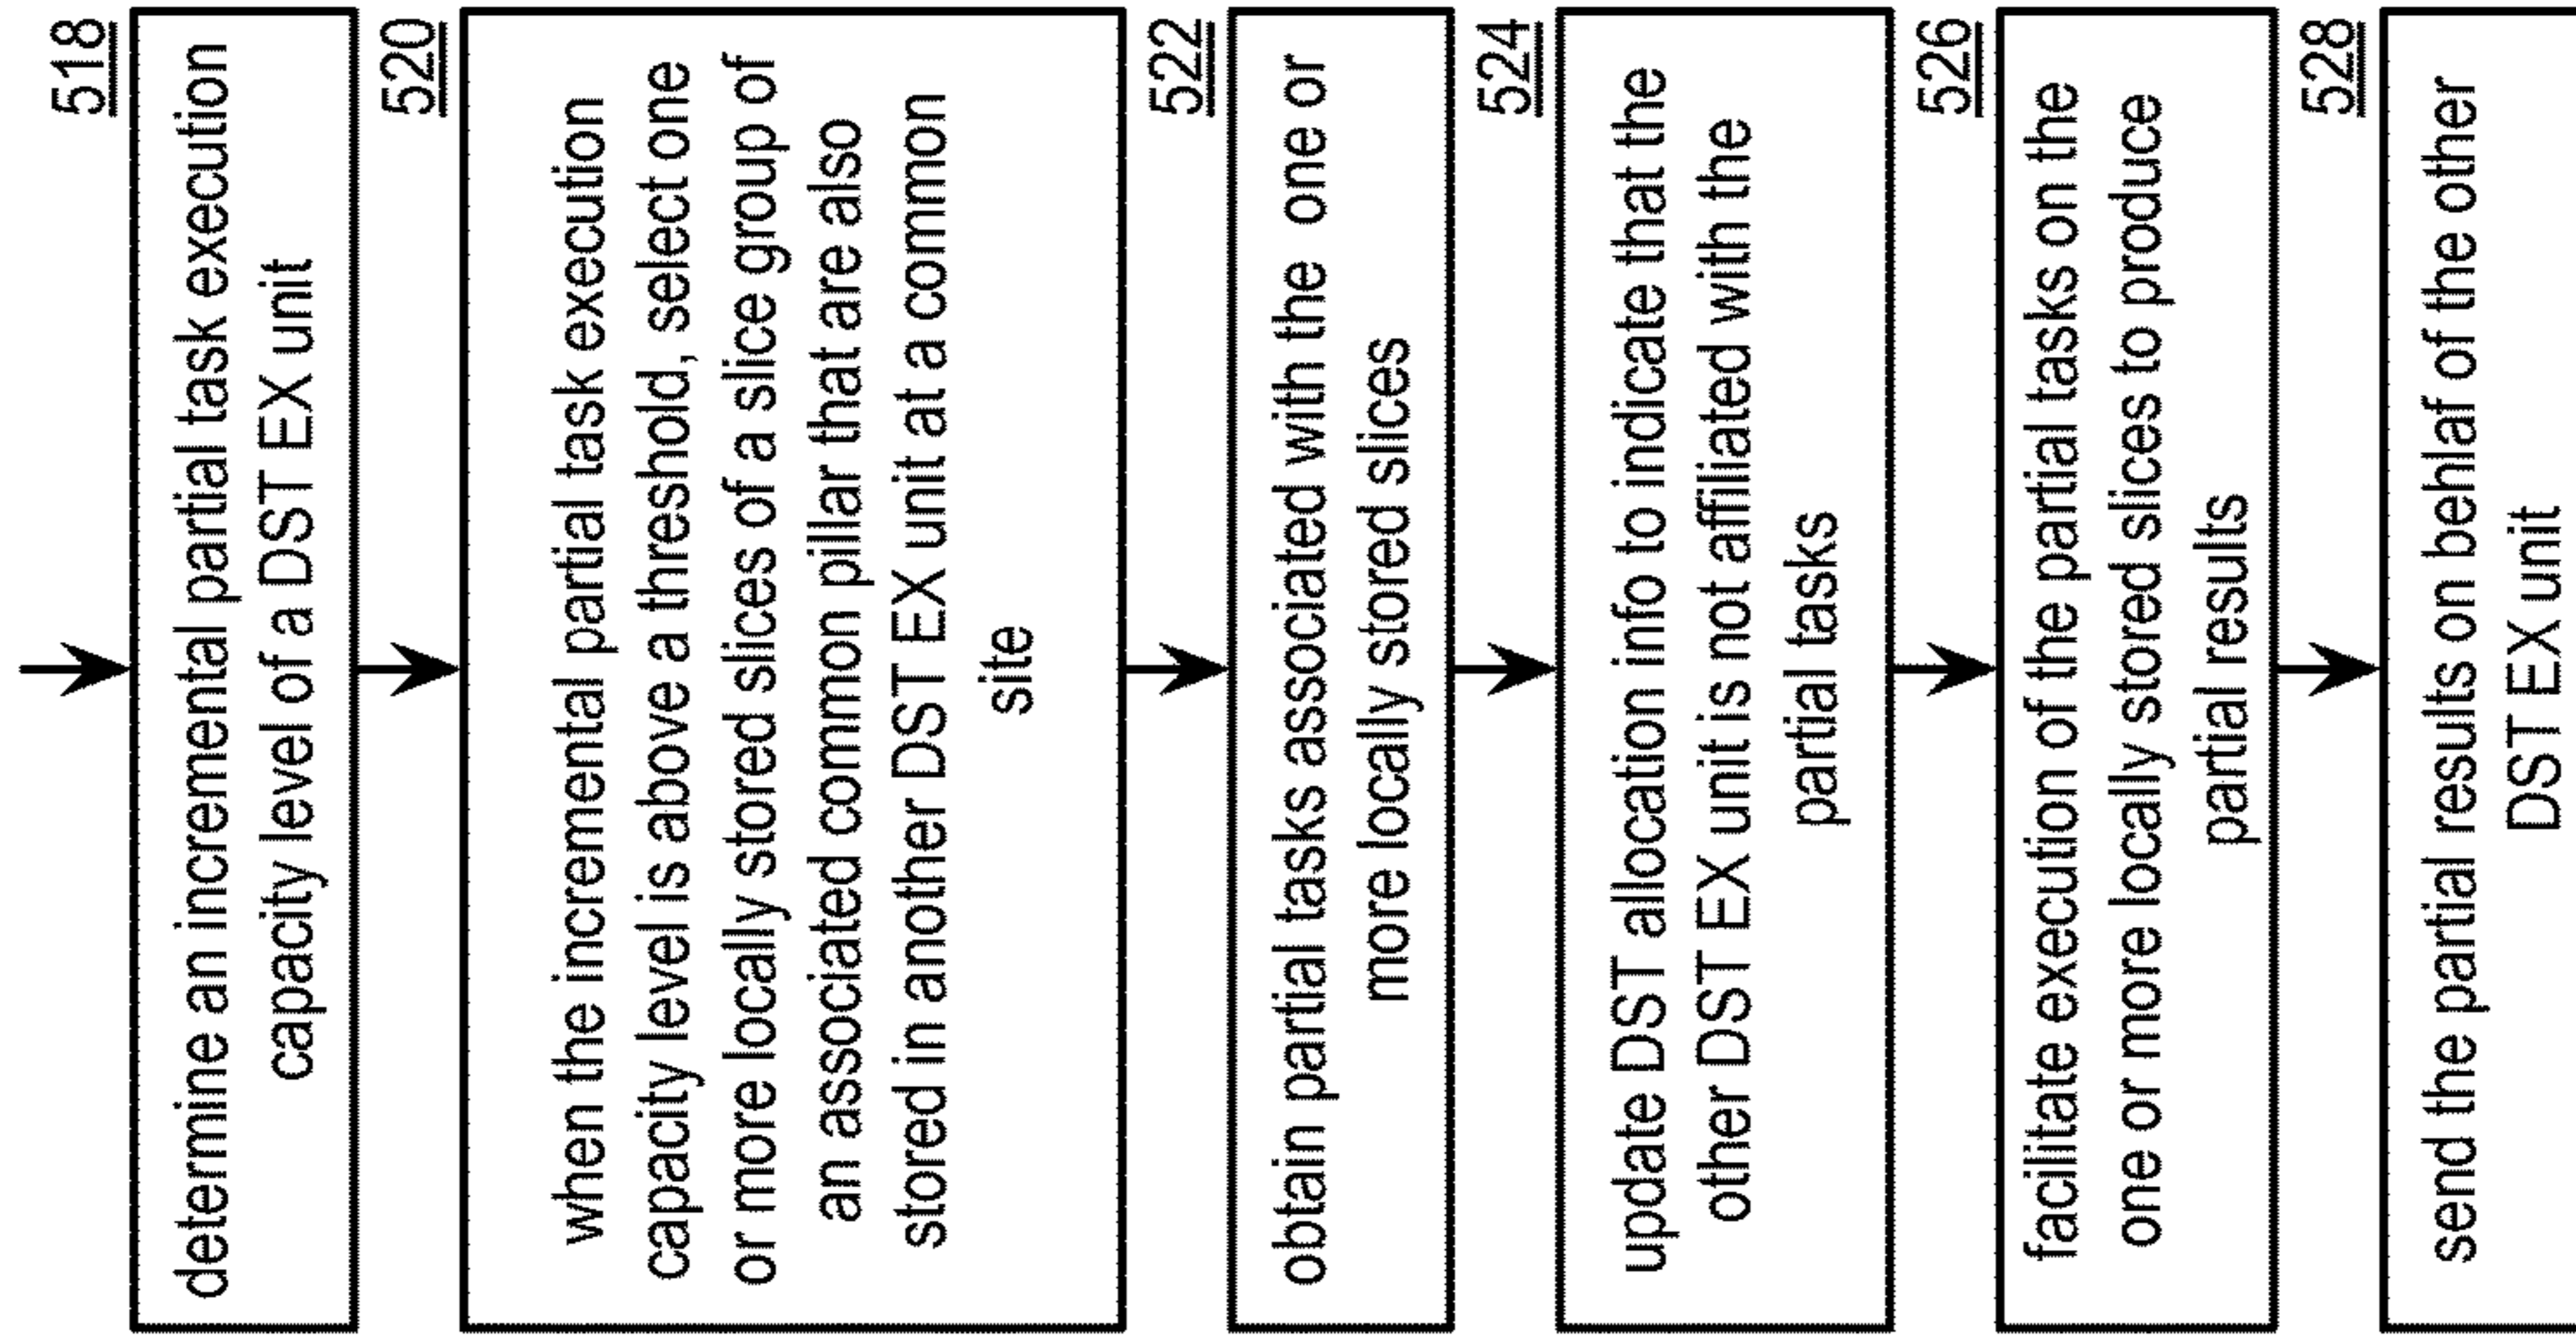 518
determine an incremental partial task execution
capacity level of a DST EX unit
520
when the incremental partial task execution
capacity level is above a threshold, select one
or more locally stored slices of a slice group of
an associated common pillar that are also
stored in another DST EX unit at a common
site
522
obtain partial tasks associated with the one or
more locally stored slices
524
update DST allocation info to indicate that the
other DST EX unit is not affiliated with the
partial tasks
526
facilitate execution of the partial tasks on the
one or more locally stored slices to produce
partial results
528
send the partial results on behlaf of the other
DST EX unit